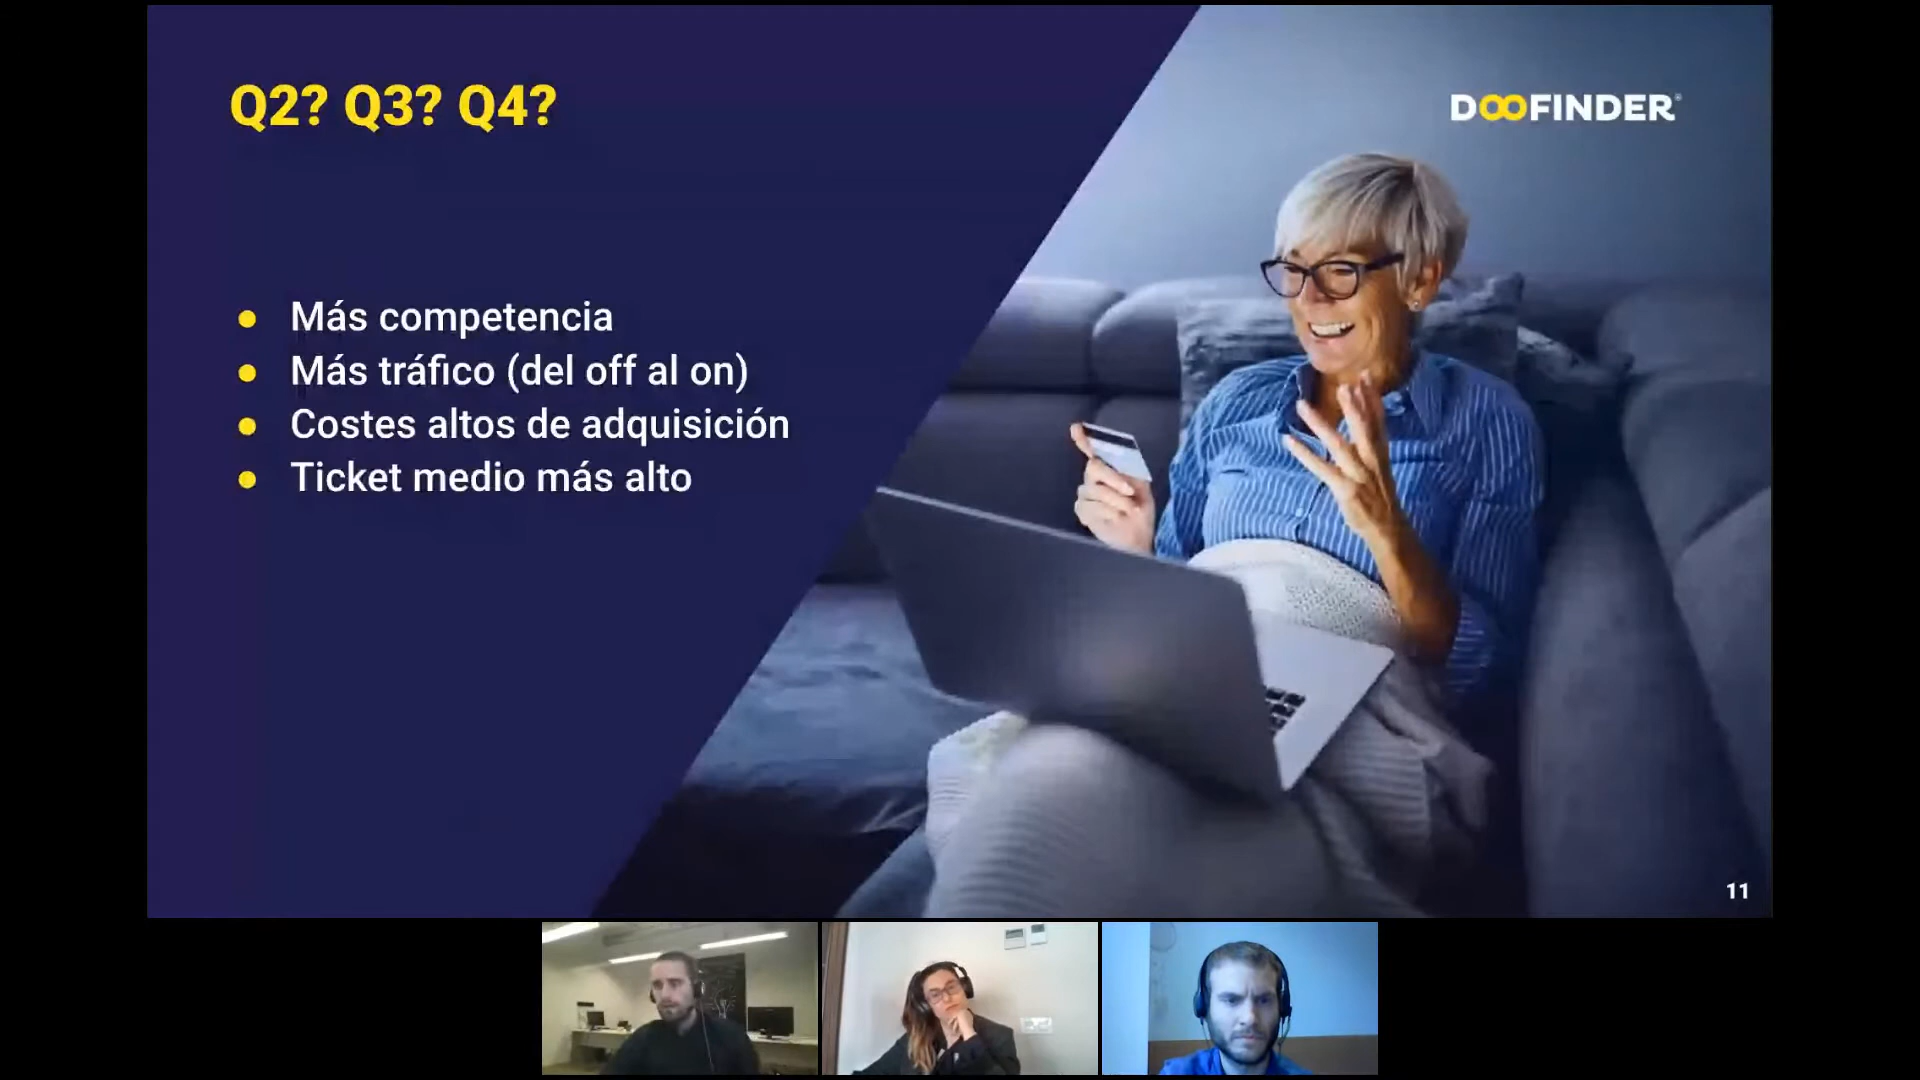 Q2? Q3? Q4?
DOOFINDER®
● Más competencia
● Más tráfico (del off al on)
● Costes altos de adquisición
● Ticket medio más alto
11